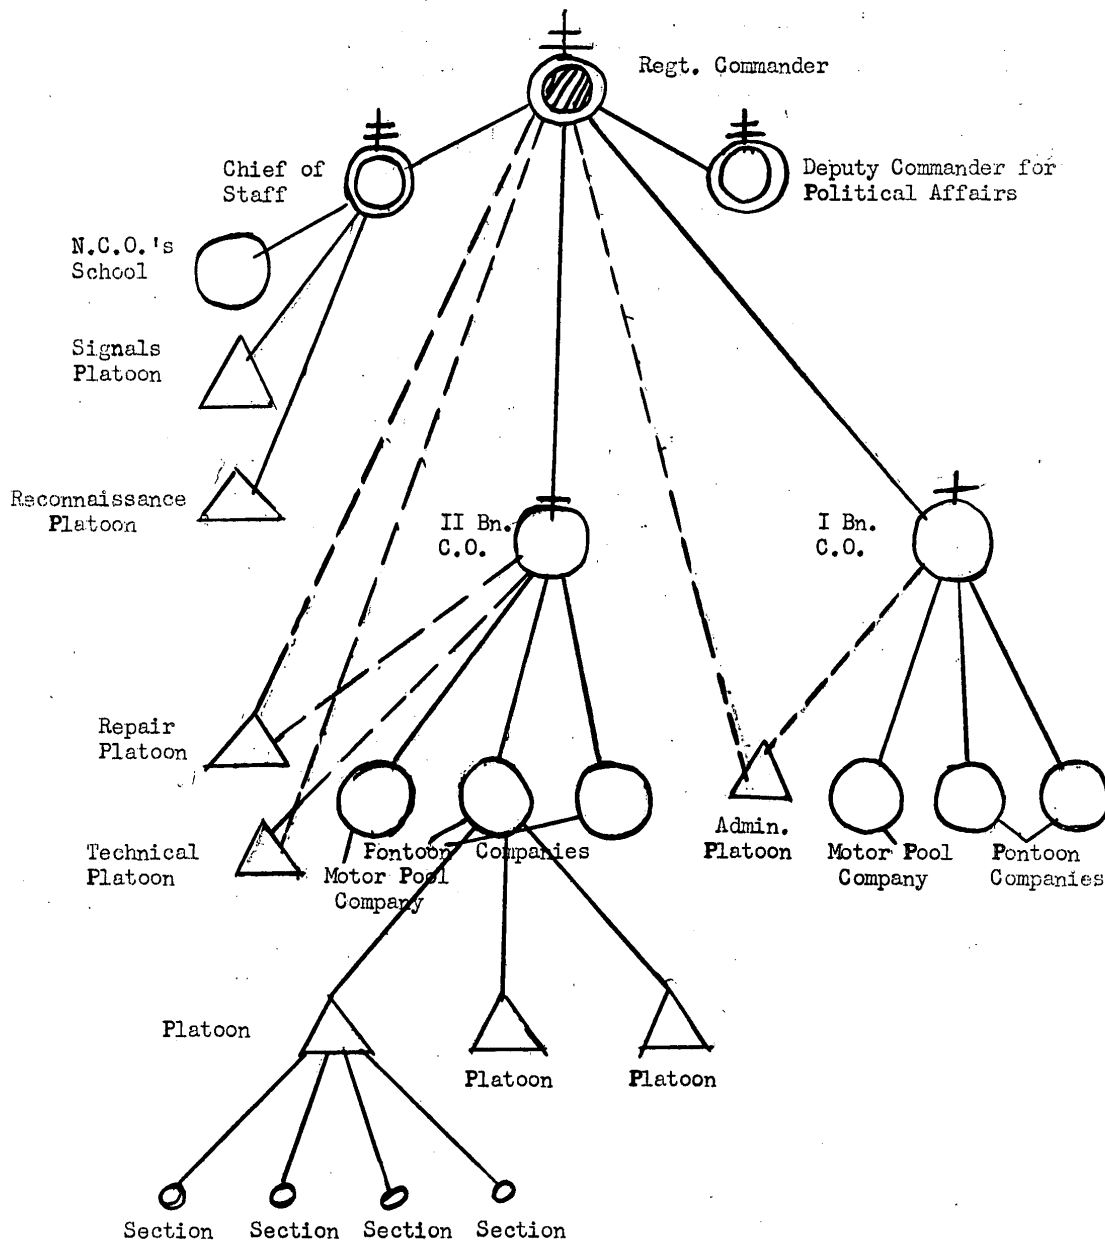 Regt. Commander
Chief of
Staff
Deputy Commander for
Political Affairs
N.C.O.'s
School
Signals
Platoon
Reconnaissance
Platoon
II Bn.
C.O.
I Bn.
C.O.
Repair
Platoon
Technical
Platoon
Pontoon Companies
Motor Pool
Company
Admin.
Platoon
Motor Pool
Company
Pontoon
Companies
Platoon
Platoon
Platoon
Section
Section
Section
Section